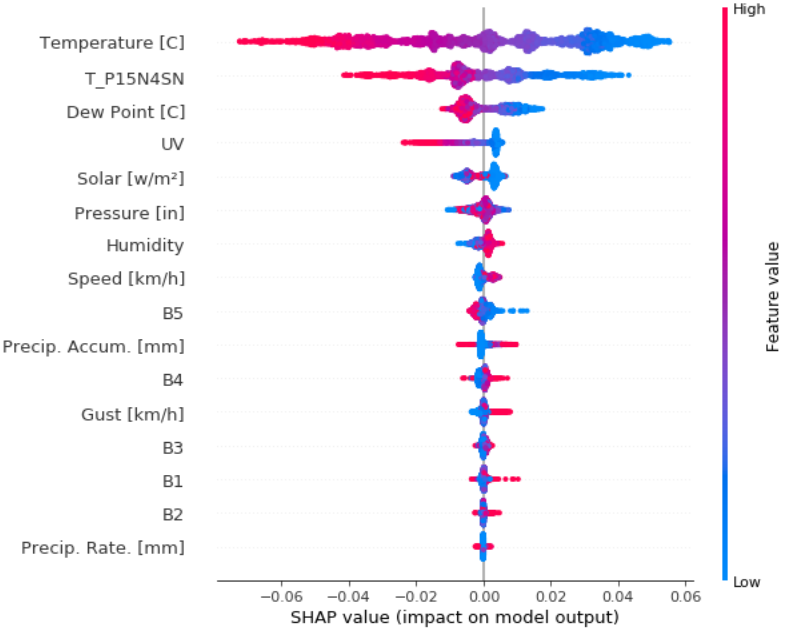 High
Temperature [C]
T_P15N4SN
Dew Point [C]
UV
Solar [w/m²]
Pressure [in]
Humidity
Speed [km/h]
B5
Precip. Accum. [mm]
B4
Gust [km/h]
B3
B1
B2
Precip. Rate. [mm]
Feature value
Low
−0.06 −0.04 −0.02 0.00 0.02 0.04 0.06
SHAP value (impact on model output)